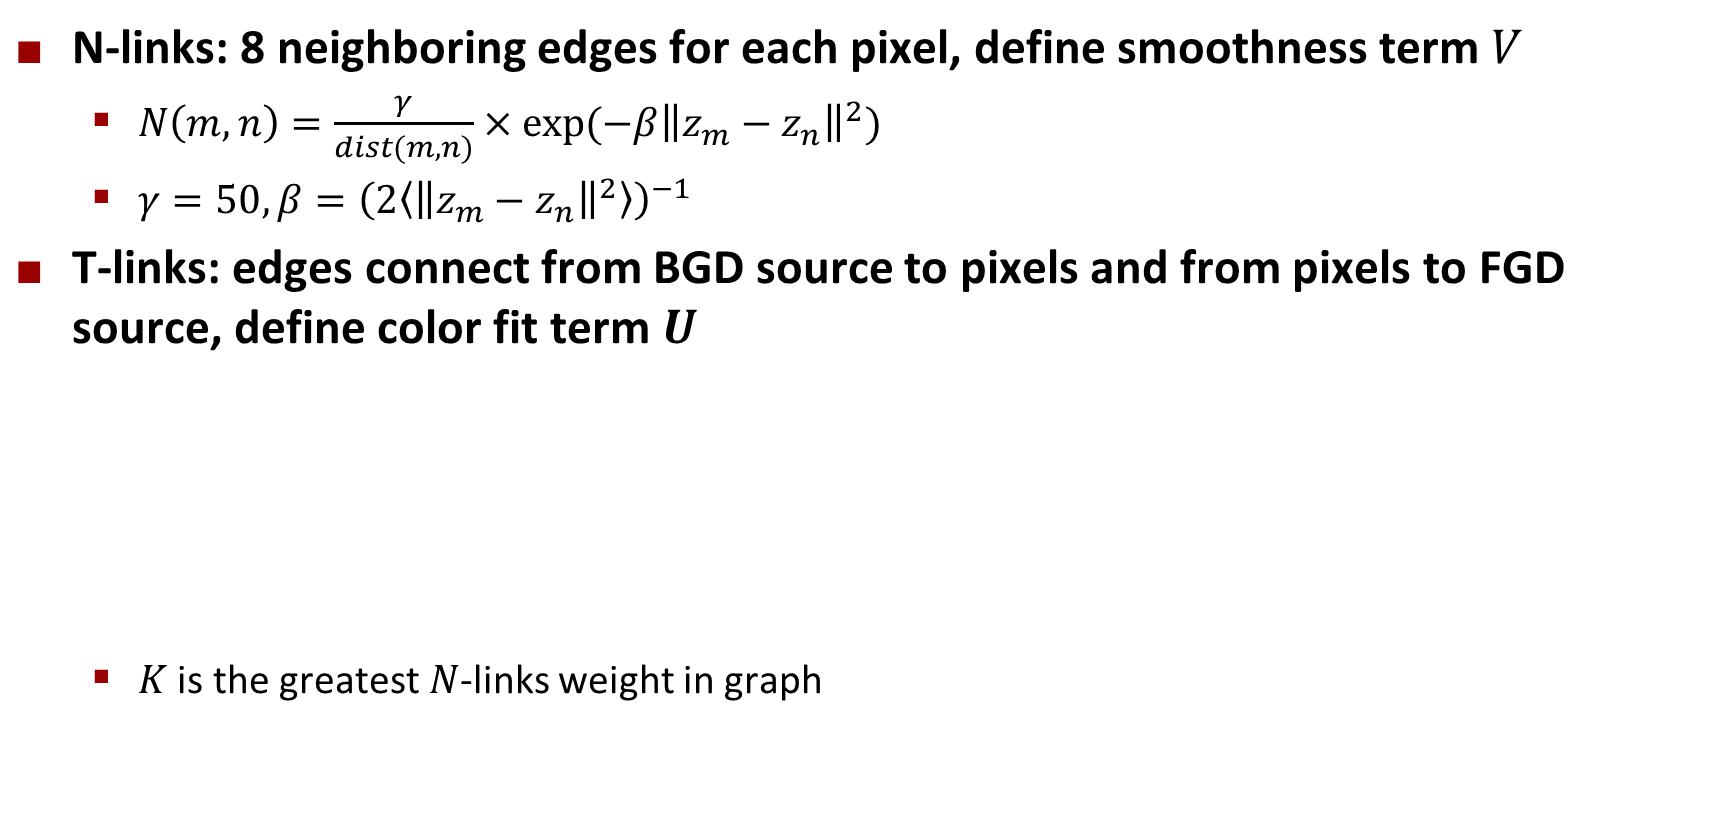 ■ N-links: 8 neighboring edges for each pixel, define smoothness term V
▪ N(m, n) = γ/dist(m,n) × exp(−β‖z_m − z_n‖²)
▪ γ = 50, β = (2⟨‖z_m − z_n‖²⟩)⁻¹
■ T-links: edges connect from BGD source to pixels and from pixels to FGD
source, define color fit term U
▪ K is the greatest N-links weight in graph